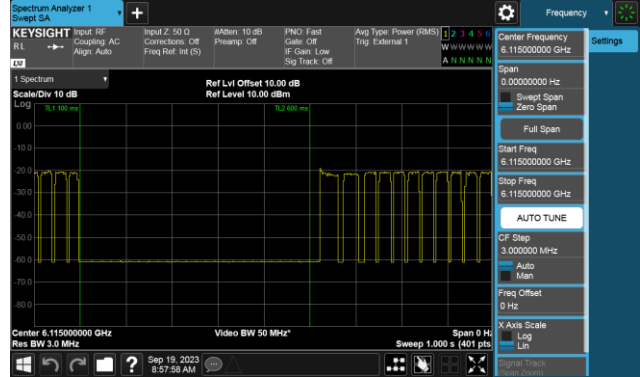 Spectrum Analyzer 1
Swept SA
Frequency
KEYSIGHT
RL
LXI
Input: RF
Coupling: AC
Align: Auto
Input Z: 50 Ω
Corrections: Off
Freq Ref: Int (S)
#Atten: 10 dB
Preamp: Off
PNO: Fast
Gate: Off
IF Gain: Low
Sig Track: Off
Avg Type: Power (RMS)
Trig: External 1
1 2 3 4 5 6
W W W W W W
A N N N N N
1 Spectrum
Scale/Div 10 dB
Ref Lvl Offset 10.00 dB
Ref Level 10.00 dBm
Log
TL1 100 ms
TL2 600 ms
0.00
-10.0
-20.0
-30.0
-40.0
-50.0
-60.0
-70.0
-80.0
Center 6.115000 GHz
Res BW 3.0 MHz
Video BW 50 MHz*
Span 0 Hz
Sweep 1.000 s (401 pts
Sep 19, 2023
8:57:58 AM
Center Frequency
6.115000000 GHz
Settings
Span
0.00000000 Hz
Swept Span
Zero Span
Full Span
Start Freq
6.115000000 GHz
Stop Freq
6.115000000 GHz
AUTO TUNE
CF Step
3.000000 MHz
Auto
Man
Freq Offset
0 Hz
X Axis Scale
Log
Lin
Signal Track
(Span Zoom)